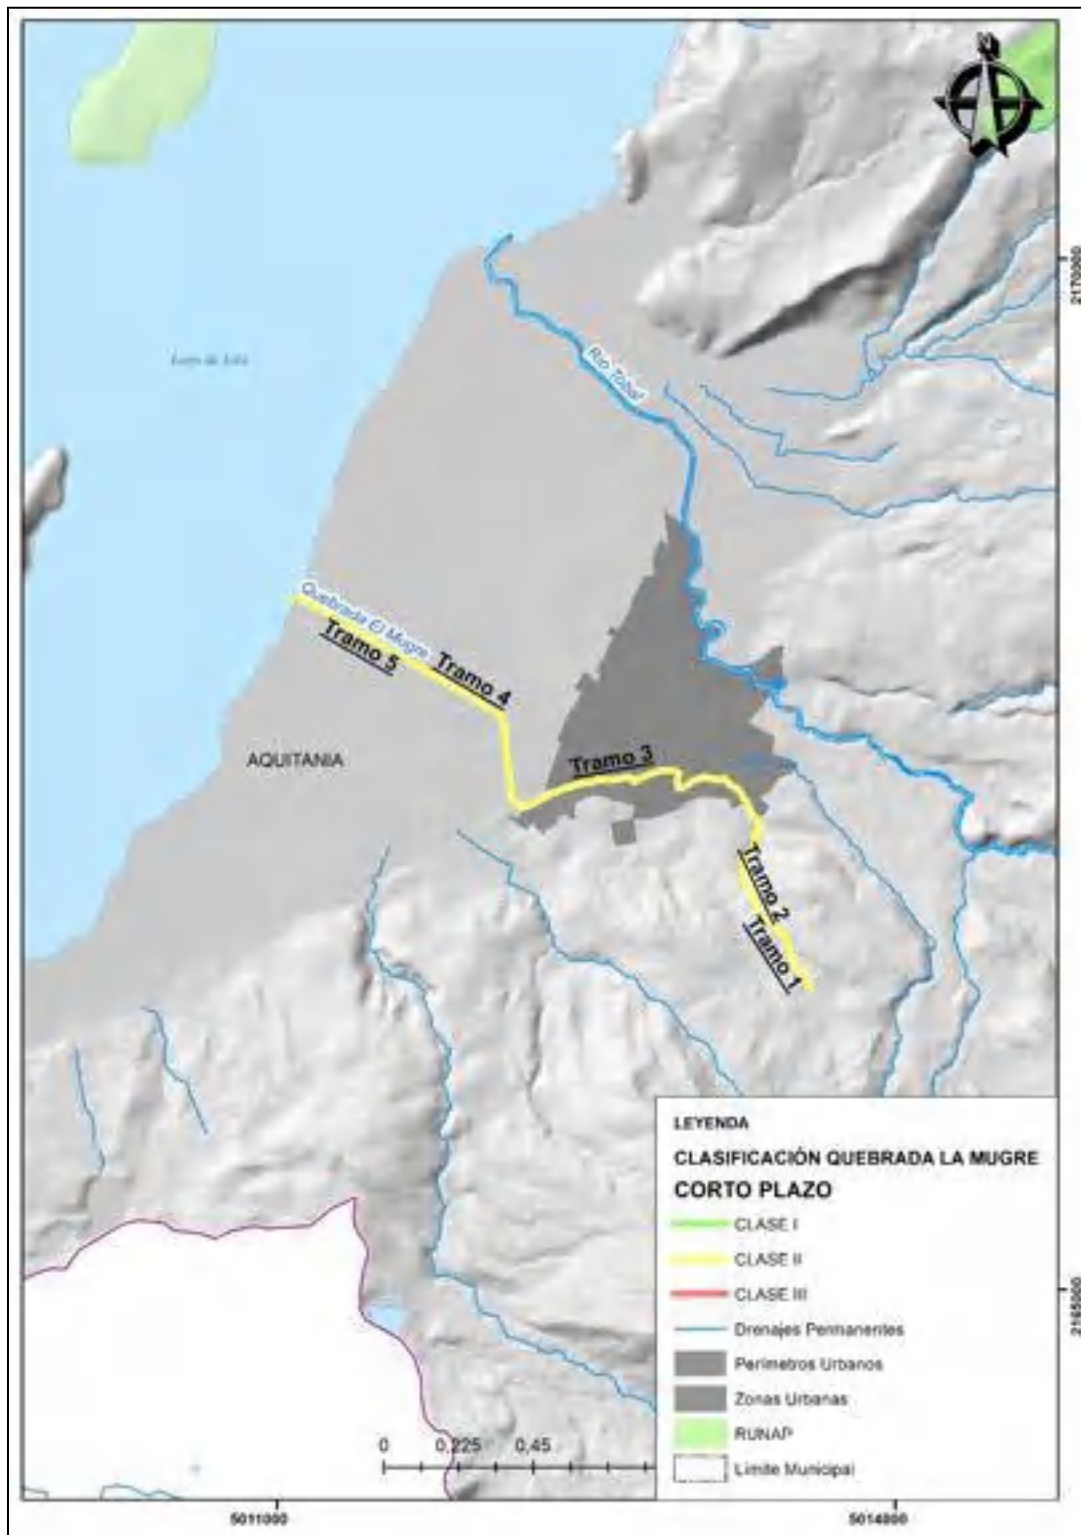 N
2170000
Lago de Tota
Río Tobal
Quebrada El Mugre
Tramo 5
Tramo 4
AQUITANIA
Tramo 3
Tramo 2
Tramo 1
LEYENDA
CLASIFICACIÓN QUEBRADA LA MUGRE
CORTO PLAZO
CLASE I
CLASE II
CLASE III
Drenajes Permanentes
Perímetros Urbanos
Zonas Urbanas
RUNAP
Límite Municipal
2165000
0 0,225 0,45
5011000
5014000